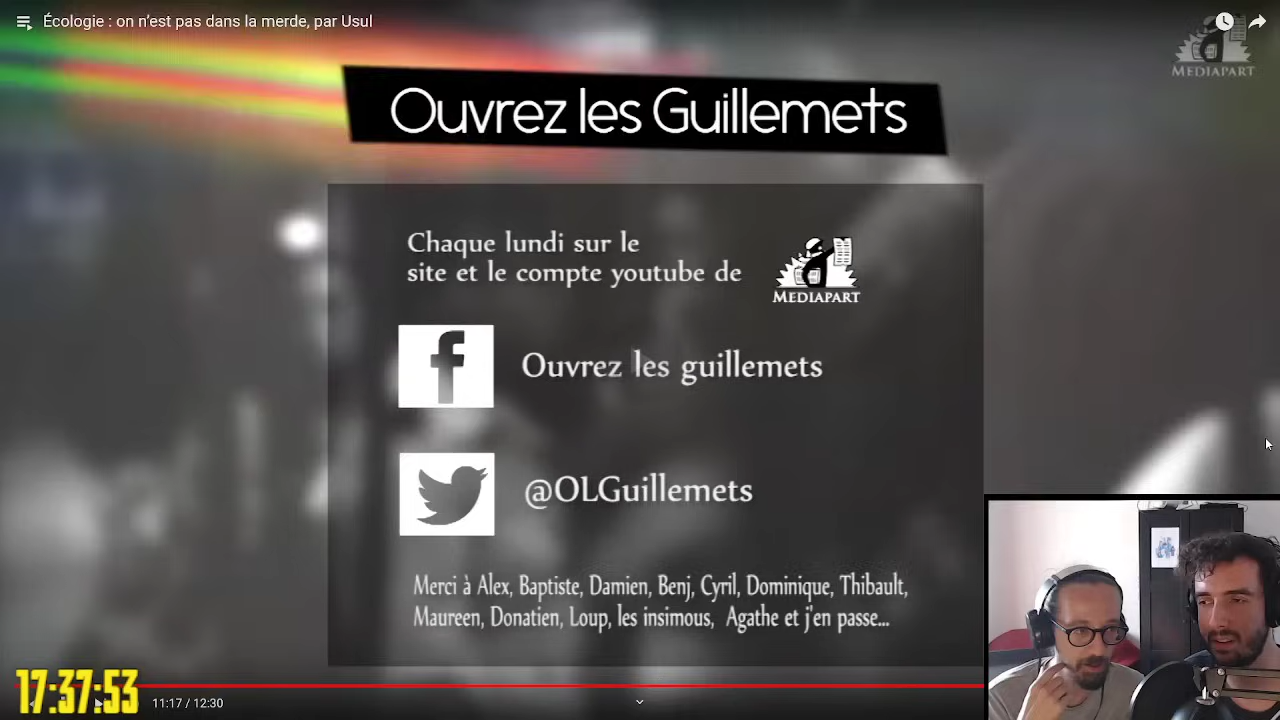 Écologie : on n'est pas dans la merde, par Usul
MEDIAPART
Ouvrez les Guillemets
Chaque lundi sur le
site et le compte youtube de
MEDIAPART
Ouvrez les guillemets
@OLGuillemets
Merci à Alex, Baptiste, Damien, Benj, Cyril, Dominique, Thibault,
Maureen, Donatien, Loup, les insimous, Agathe et j'en passe...
17:37:53
11:17 / 12:30